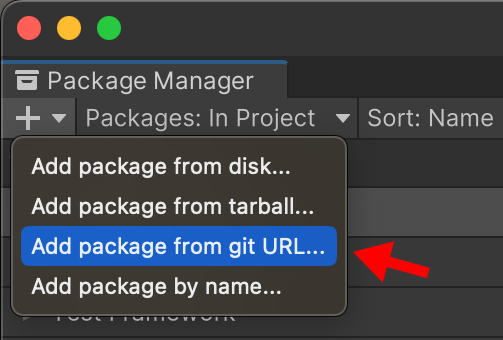 Package Manager
Packages: In Project
Sort: Name
Add package from disk...
Add package from tarball...
Add package from git URL...
Add package by name...
Test Framework